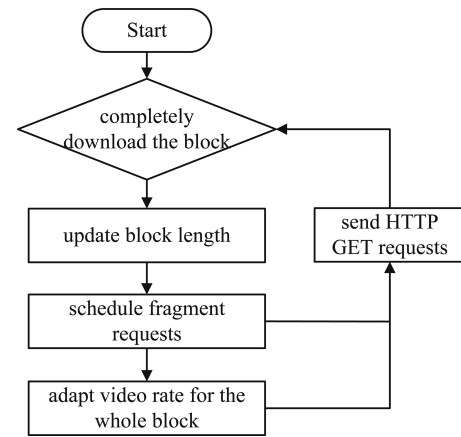 Start
completely
download the block
update block length
send HTTP
GET requests
schedule fragment
requests
adapt video rate for the
whole block